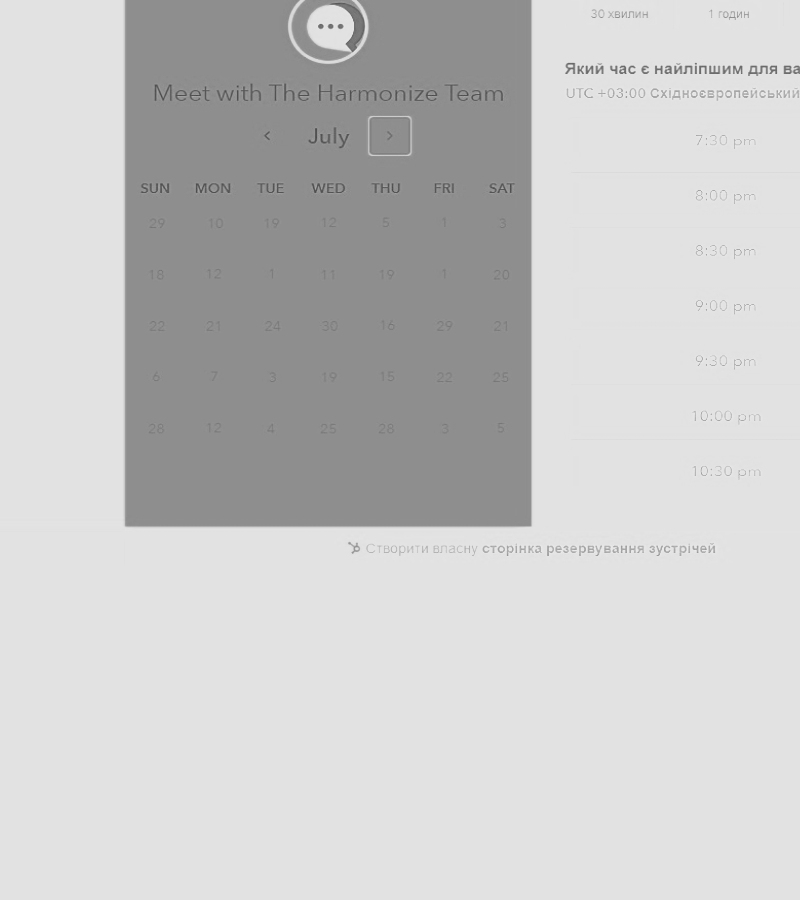 30 хвилин 1 годин
Який час є найліпшим для ва
UTC +03:00 Східноєвропейський
Meet with The Harmonize Team
July
SUN MON TUE WED THU FRI SAT
29 10 19 12 5 1 3
18 12 1 11 19 1 20
22 21 24 30 16 29 21
6 7 3 19 15 22 25
28 12 4 25 28 3 5
7:30 pm
8:00 pm
8:30 pm
9:00 pm
9:30 pm
10:00 pm
10:30 pm
Створити власну сторінка резервування зустрічей